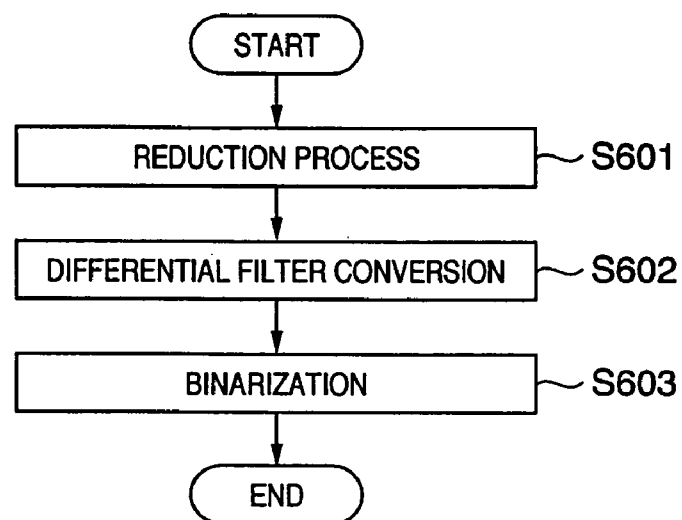 START
REDUCTION PROCESS S601
DIFFERENTIAL FILTER CONVERSION S602
BINARIZATION S603
END